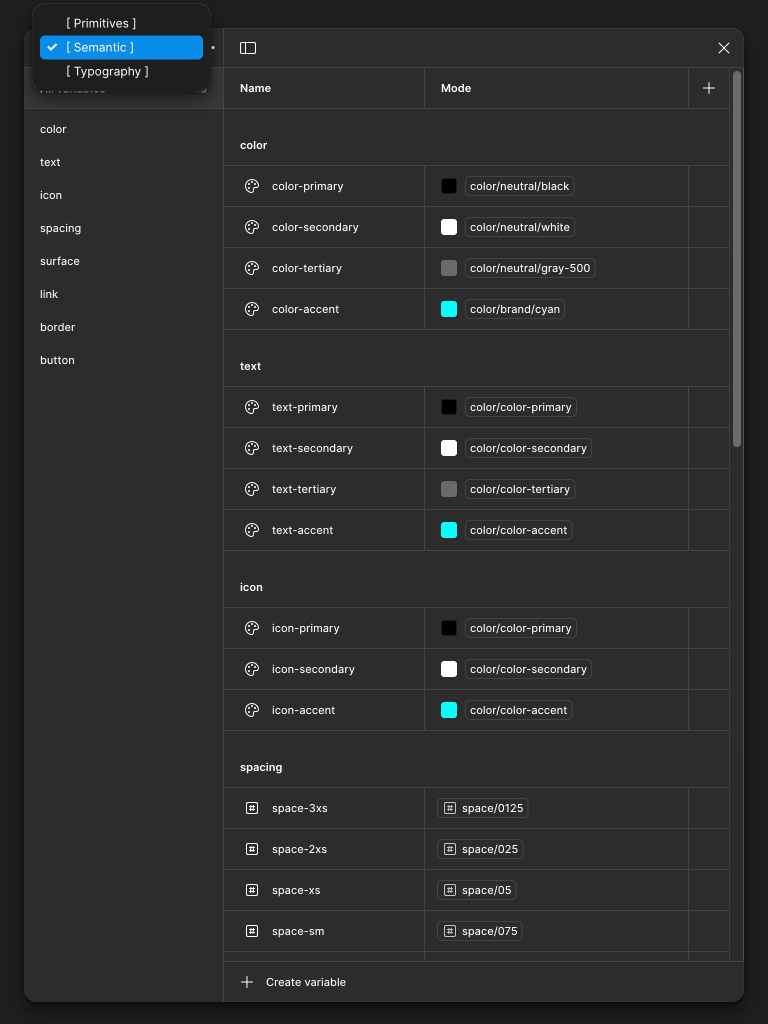 [ Primitives ]
[ Semantic ]
[ Typography ]
Name
Mode
color
text
icon
spacing
surface
link
border
button
color
color-primary
color/neutral/black
color-secondary
color/neutral/white
color-tertiary
color/neutral/gray-500
color-accent
color/brand/cyan
text
text-primary
color/color-primary
text-secondary
color/color-secondary
text-tertiary
color/color-tertiary
text-accent
color/color-accent
icon
icon-primary
color/color-primary
icon-secondary
color/color-secondary
icon-accent
color/color-accent
spacing
space-3xs
space/0125
space-2xs
space/025
space-xs
space/05
space-sm
space/075
Create variable